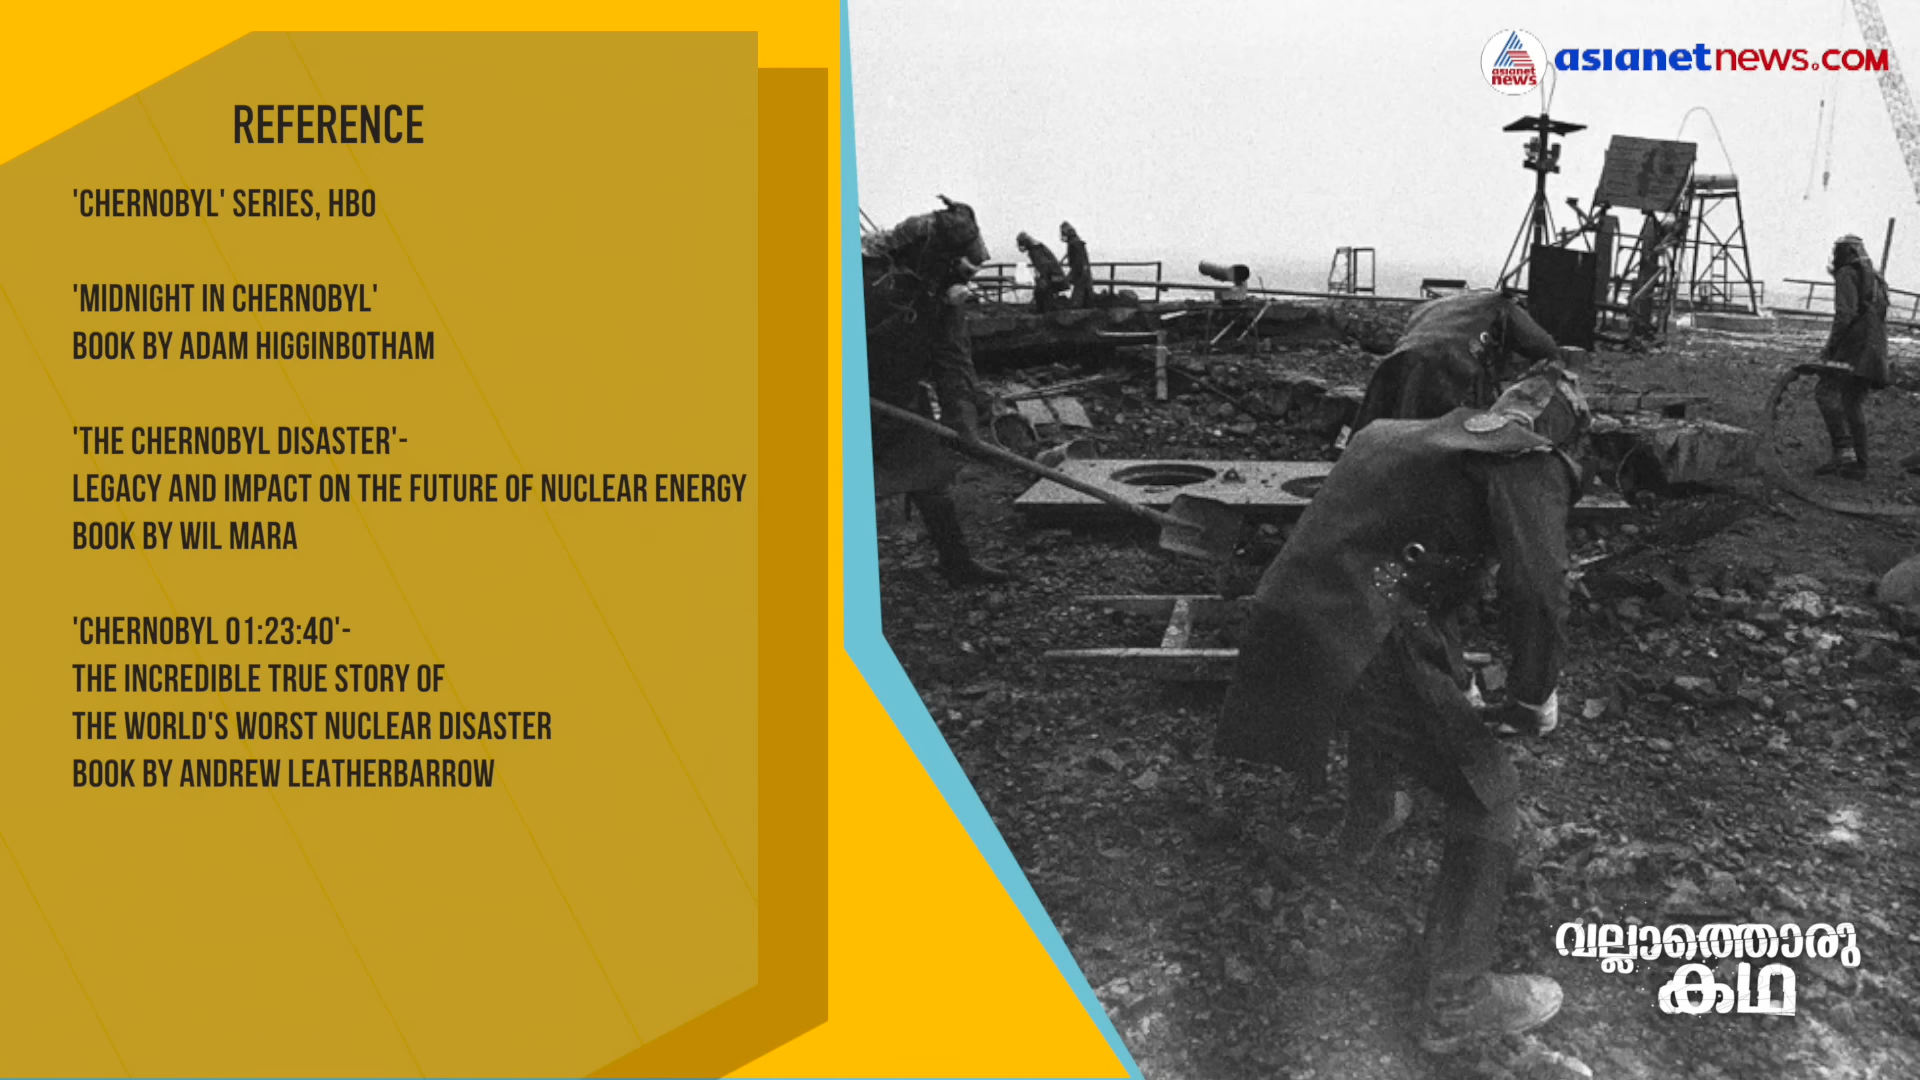 REFERENCE
'CHERNOBYL' SERIES, HBO
'MIDNIGHT IN CHERNOBYL'
BOOK BY ADAM HIGGINBOTHAM
'THE CHERNOBYL DISASTER'-
LEGACY AND IMPACT ON THE FUTURE OF NUCLEAR ENERGY
BOOK BY WIL MARA
'CHERNOBYL 01:23:40'-
THE INCREDIBLE TRUE STORY OF
THE WORLD'S WORST NUCLEAR DISASTER
BOOK BY ANDREW LEATHERBARROW
asianet news
asianetnews.COM
വല്ലാത്തൊരു
കഥ